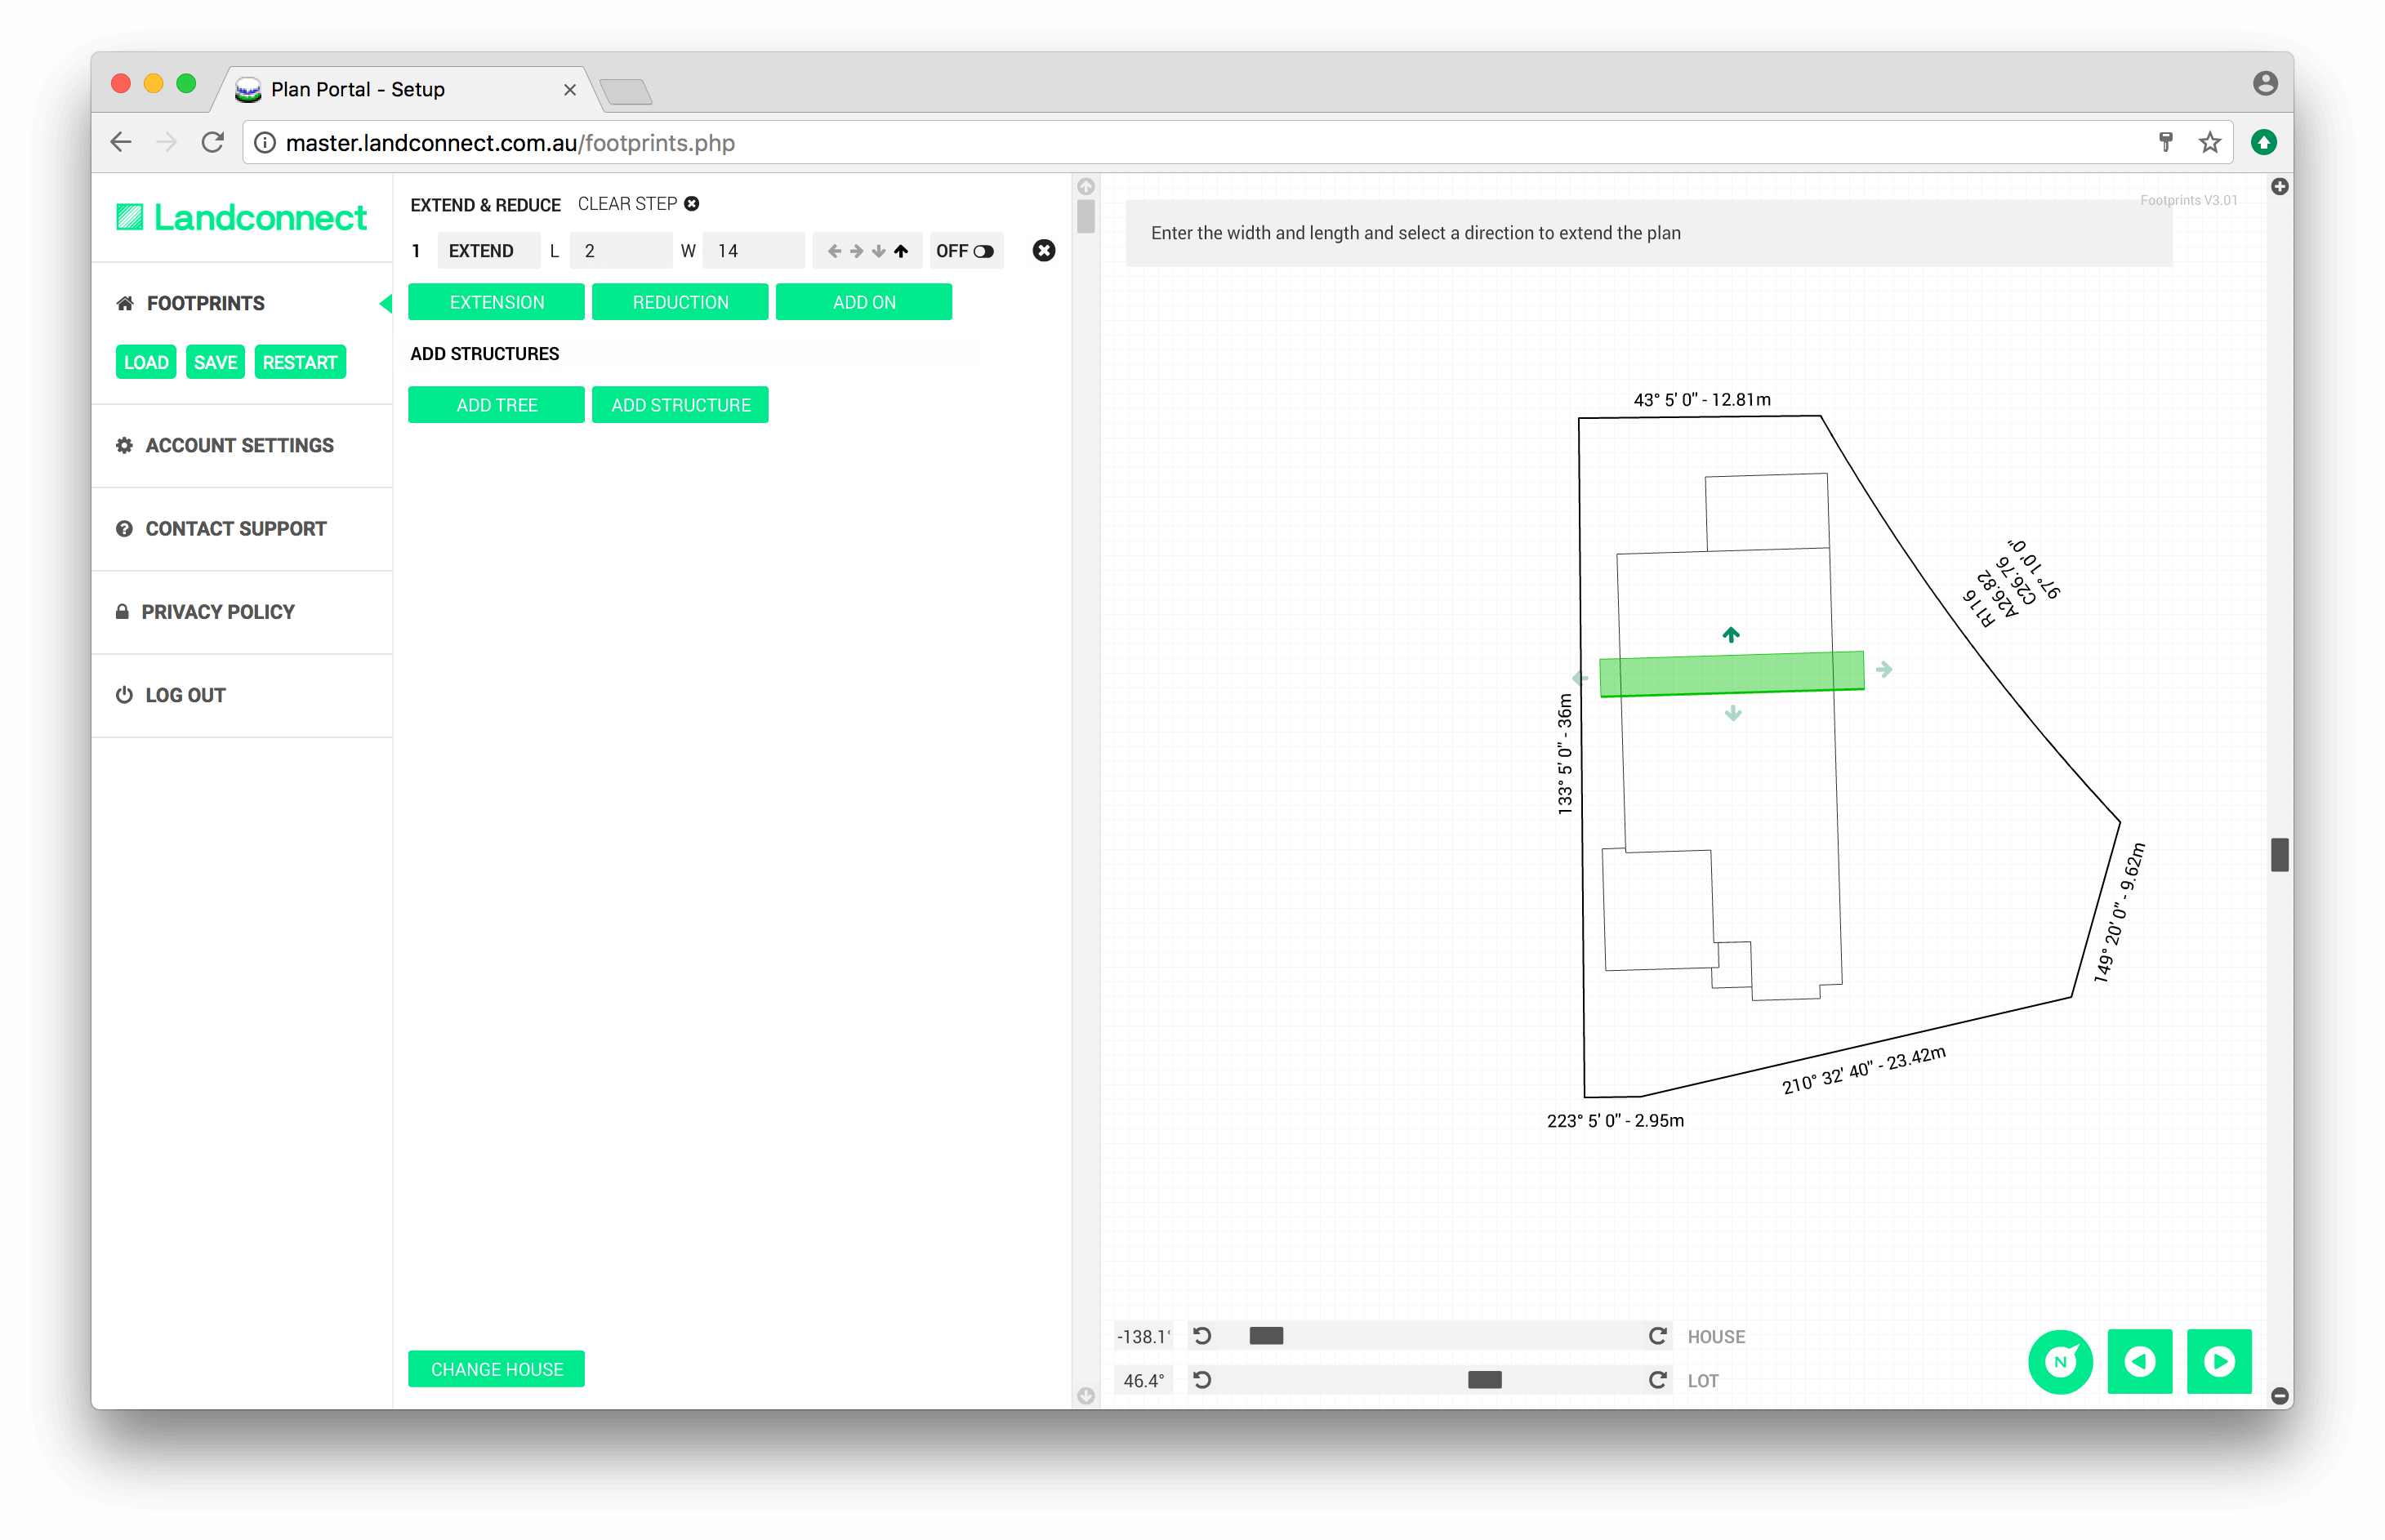 Plan Portal - Setup
master.landconnect.com.au/footprints.php
Landconnect
FOOTPRINTS
LOAD SAVE RESTART
ACCOUNT SETTINGS
CONTACT SUPPORT
PRIVACY POLICY
LOG OUT
EXTEND & REDUCE CLEAR STEP
1 EXTEND L 2 W 14 OFF
EXTENSION REDUCTION ADD ON
ADD STRUCTURES
ADD TREE ADD STRUCTURE
CHANGE HOUSE
Footprints V3.01
Enter the width and length and select a direction to extend the plan
43° 5' 0" - 12.81m
97° 10' 0"
C26.76
A26.82
R116
133° 5' 0" - 36m
149° 20' 0" - 9.62m
210° 32' 40" - 23.42m
223° 5' 0" - 2.95m
-138.1° HOUSE
46.4° LOT
N